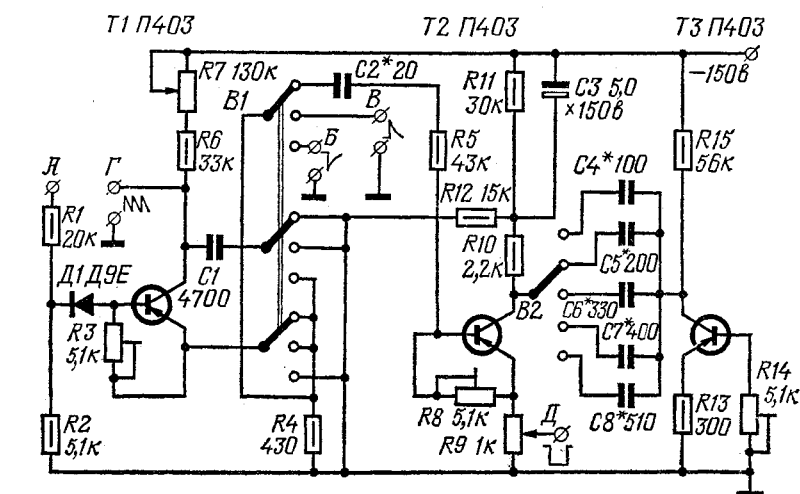 Т1 П403
Т2 П403
Т3 П403
R7 130к
C2*20
В
R11
30к
C3 5,0
×150в
−150в
В1
R6
33к
Б
R5
43к
R15
56к
C4*100
А
Г
R12 15к
R1
20к
R10
2,2к
C5*200
Д1 Д9Е
C1
4700
В2
C6*330
R3
5,1к
C7*400
R14
5,1к
R8 5,1к
Д
R2
5,1к
R4
430
R9 1к
C8*510
R13
300